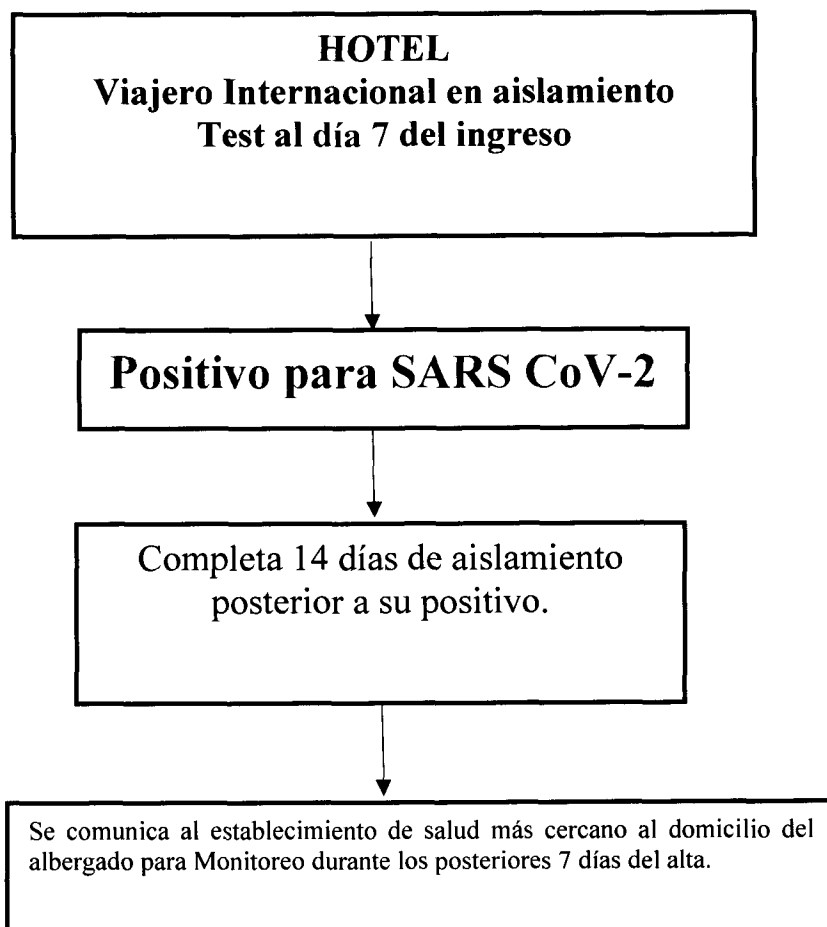 HOTEL
Viajero Internacional en aislamiento
Test al día 7 del ingreso
Positivo para SARS CoV-2
Completa 14 días de aislamiento
posterior a su positivo.
Se comunica al establecimiento de salud más cercano al domicilio del
albergado para Monitoreo durante los posteriores 7 días del alta.